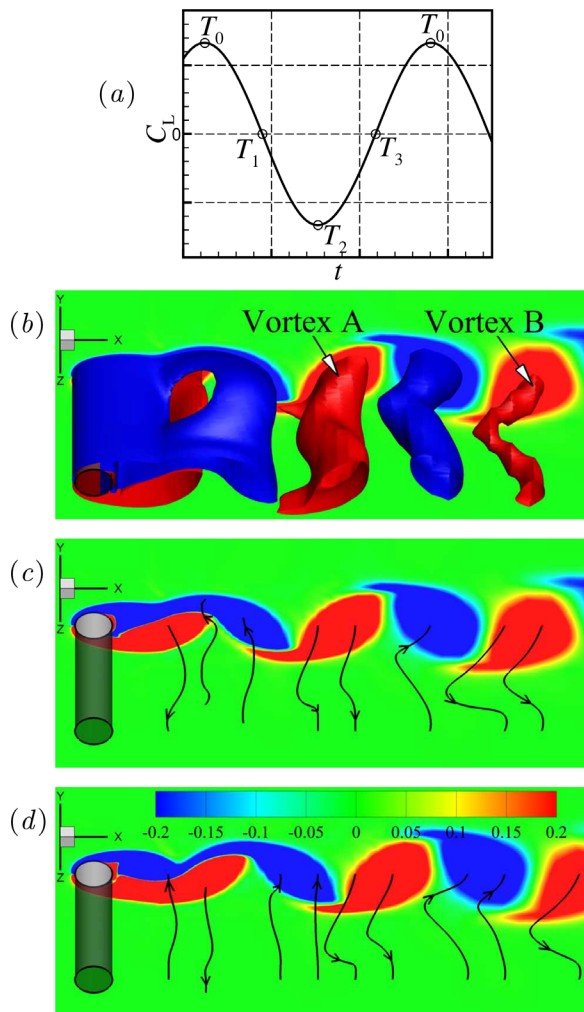 (a)
T₀
T₀
C_L
0
T₁
T₃
T₂
t
(b)
Y
X
Z
Vortex A
Vortex B
(c)
Y
X
Z
(d)
Y
X
Z
-0.2 -0.15 -0.1 -0.05 0 0.05 0.1 0.15 0.2